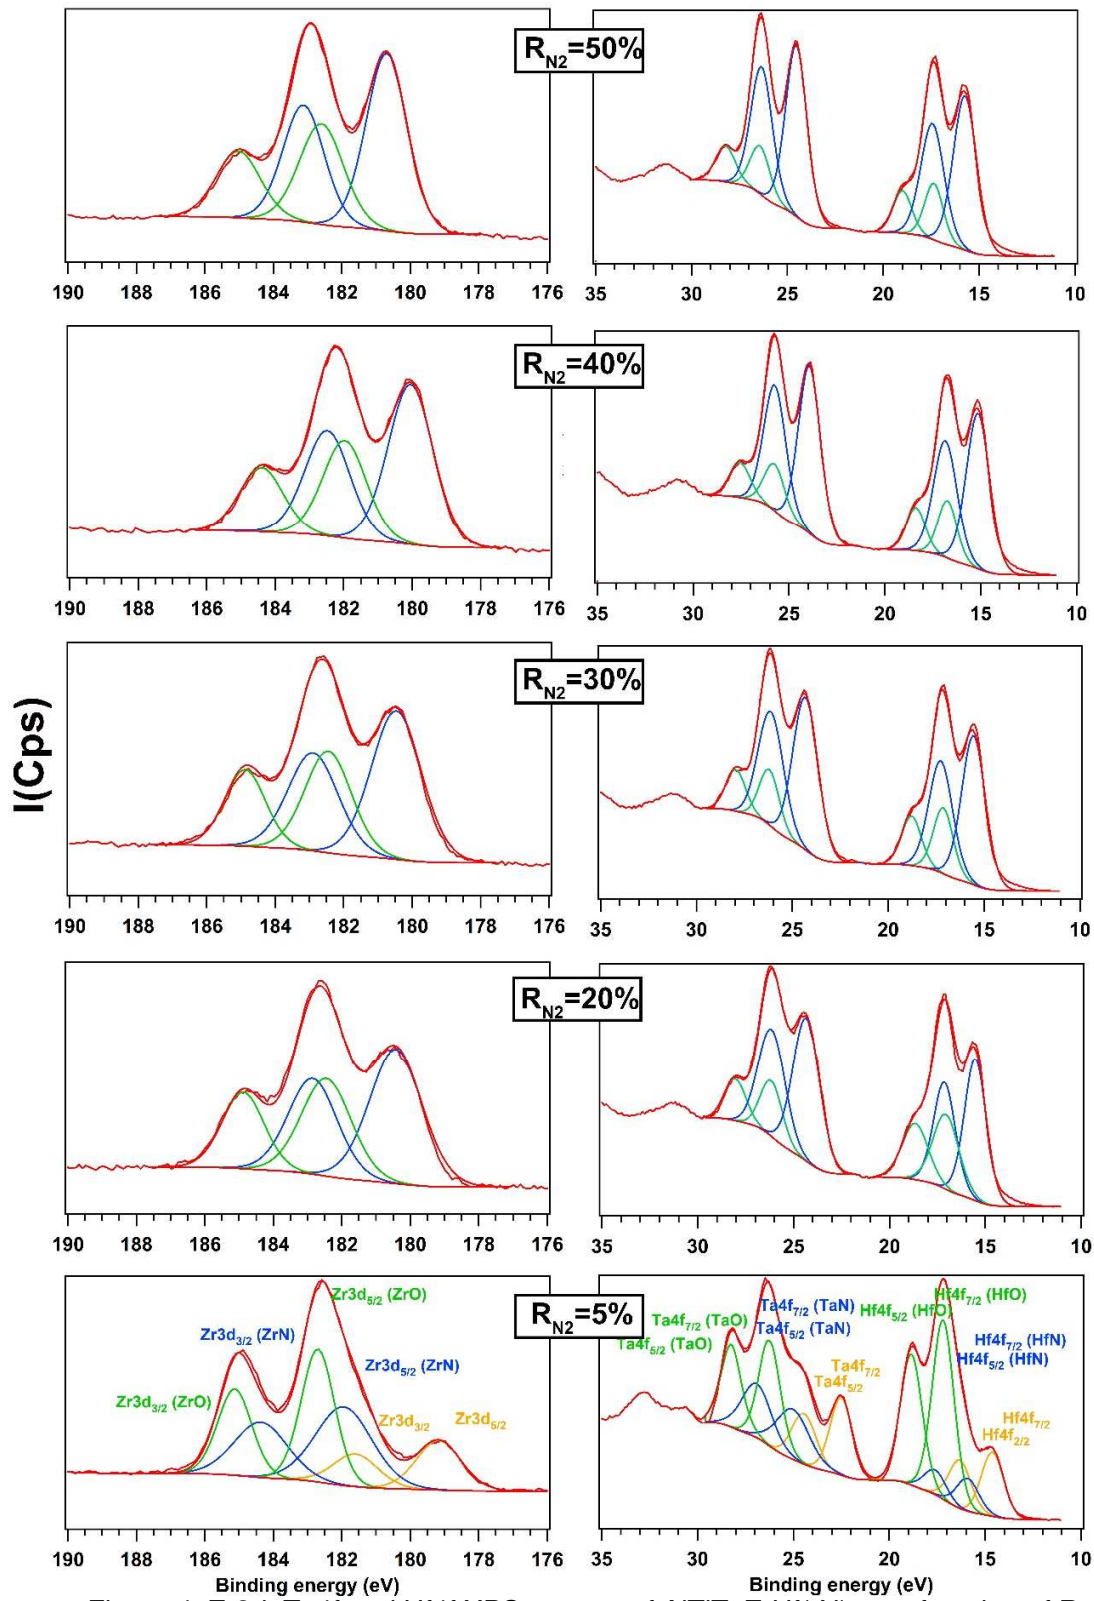 R_N2=50%
190 186 184 182 180 178 176
35 30 25 20 15 10
R_N2=40%
190 186 184 182 180 178 176
35 30 25 20 15 10
R_N2=30%
I(Cps)
190 186 184 182 180 178 176
35 30 25 20 15 10
R_N2=20%
190 186 184 182 180 178 176
35 30 25 20 15 10
R_N2=5%
Zr3d5/2 (ZrO)
Zr3d3/2 (ZrN)
Zr3d5/2 (ZrN)
Zr3d3/2 (ZrO)
Zr3d3/2
Zr3d5/2
Ta4f7/2 (TaO)
Ta4f5/2 (TaO)
Ta4f7/2 (TaN)
Ta4f5/2 (TaN)
Ta4f7/2
Ta4f5/2
Hf4f7/2 (HfO)
Hf4f5/2 (HfO)
Hf4f7/2 (HfN)
Hf4f5/2 (HfN)
Hf4f7/2
Hf4f2/2
190 186 184 182 180 178 176
35 30 25 20 15 10
Binding energy (eV)
Binding energy (eV)